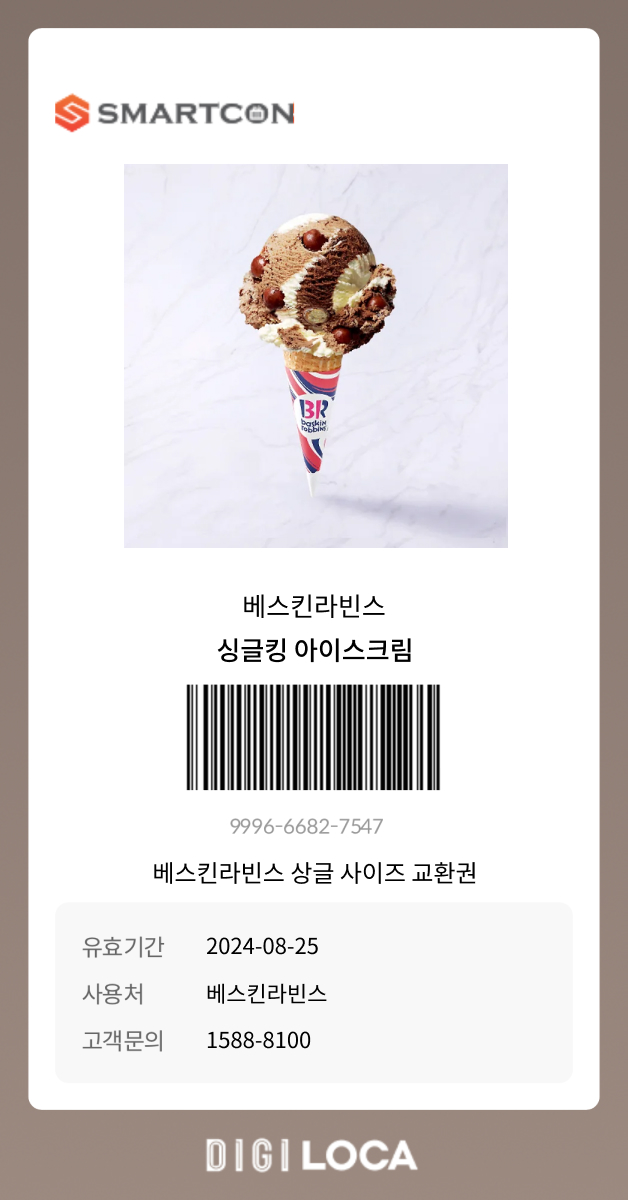 SMARTCON
BR
baskin
robbins
베스킨라빈스
싱글킹 아이스크림
9996-6682-7547
베스킨라빈스 상글 사이즈 교환권
유효기간 2024-08-25
사용처 베스킨라빈스
고객문의 1588-8100
DIGI LOCA